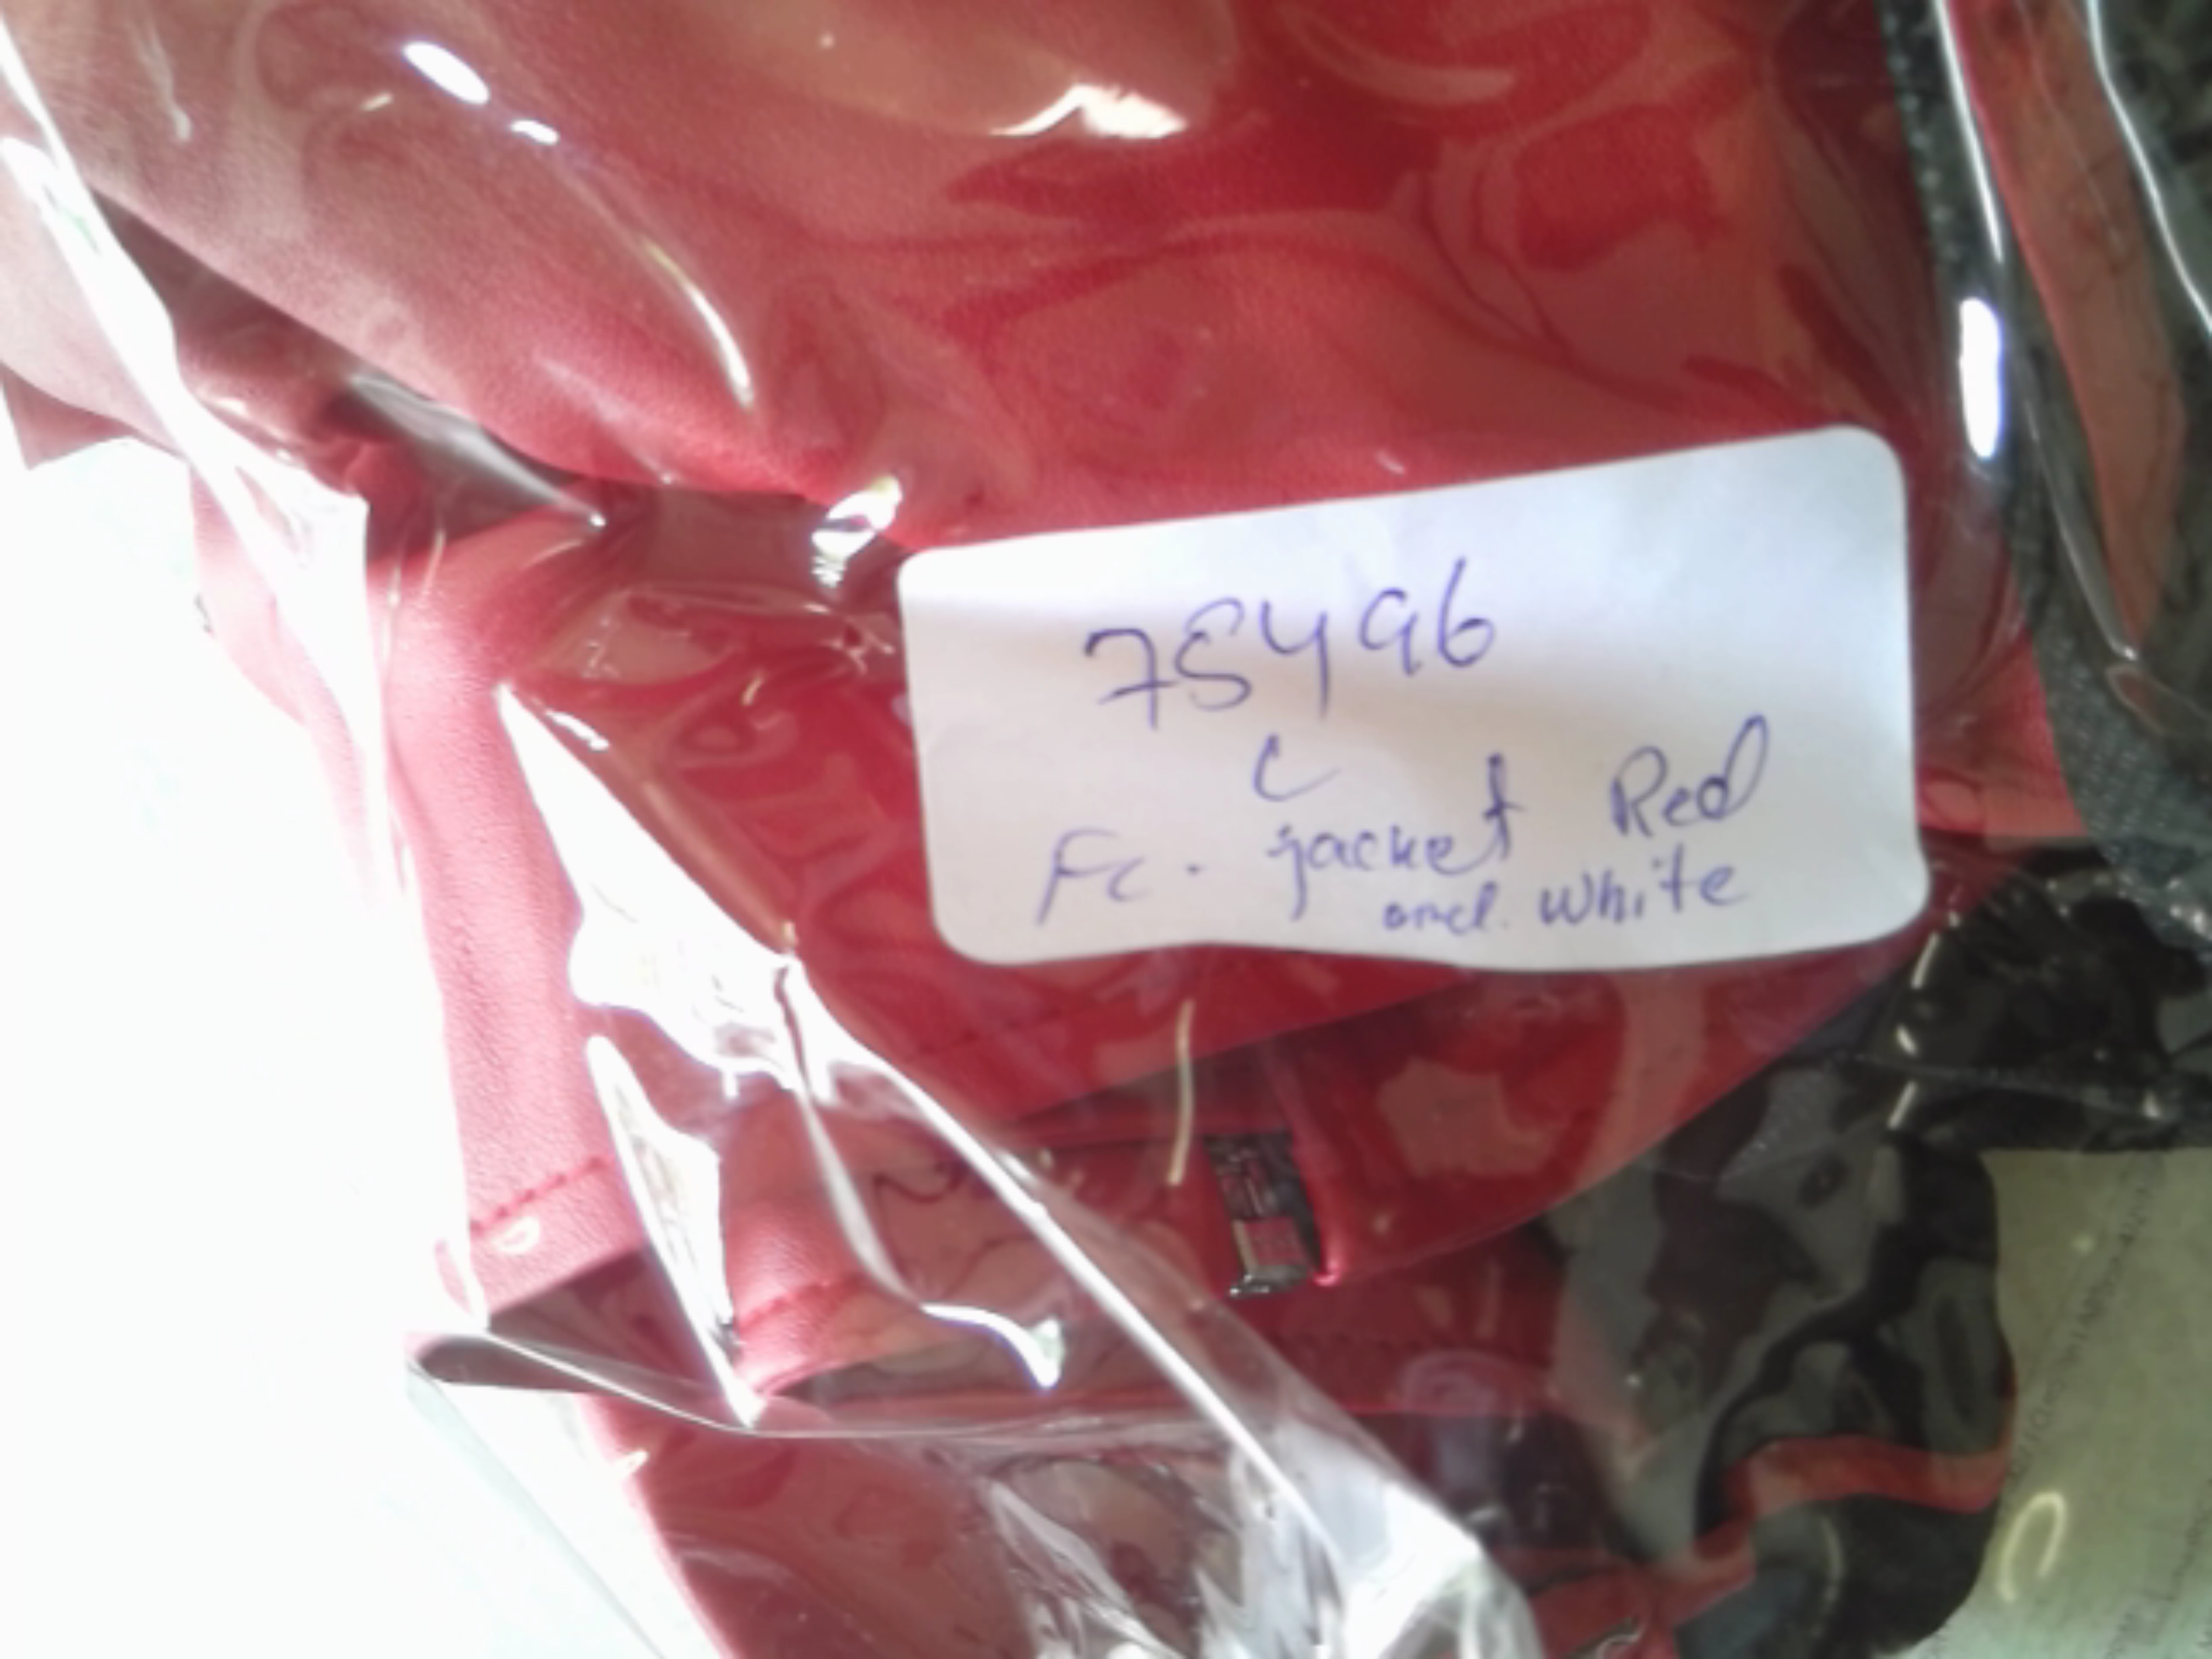 75496
C
Fc. jacket Red
and. white